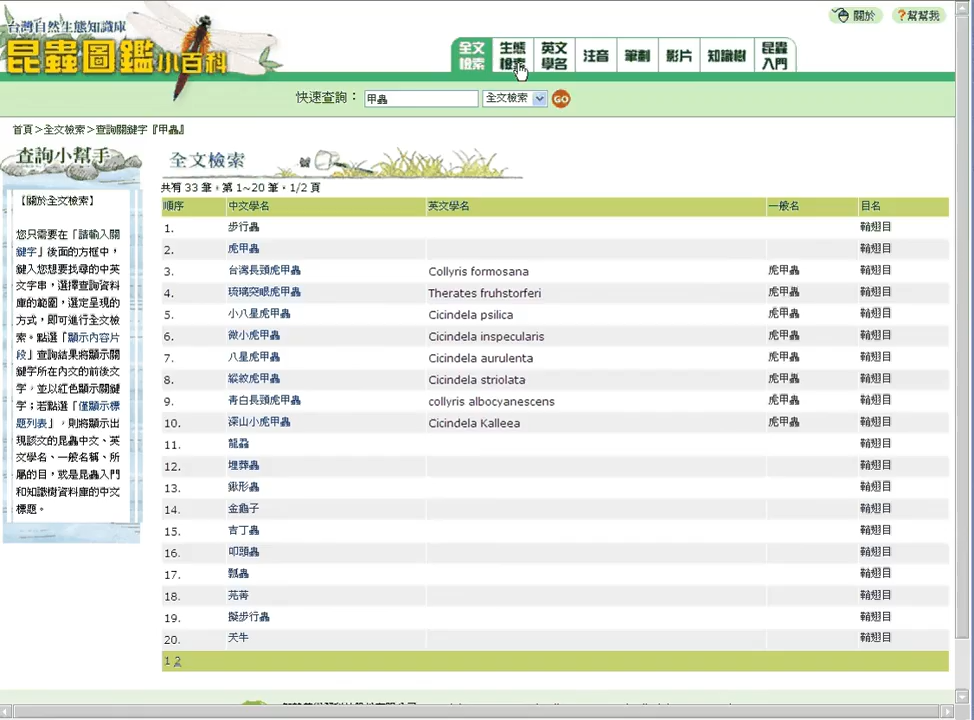 台灣自然生態知識庫
昆蟲圖鑑小百科
關於
?幫幫我
全文檢索
生態檢索
英文學名
注音
筆劃
影片
知識樹
昆蟲入門
快速查詢： 甲蟲 全文檢索 GO
首頁>全文檢索>查詢關鍵字『甲蟲』
查詢小幫手
【關於全文檢索】
您只需要在「請輸入關
鍵字」後面的方框中，
鍵入您想要找尋的中英
文字串，選擇查詢資料
庫的範圍，選定呈現的
方式，即可進行全文檢
索。點選「顯示內容片
段」查詢結果將顯示關
鍵字所在內文的前後文
字，並以紅色顯示關鍵
字；若點選「僅顯示標
題列表」，則將顯示出
現該文的昆蟲中文、英
文學名、一般名稱、所
屬的目，或是昆蟲入門
和知識樹資料庫的中文
標題。
全文檢索
共有 33 筆，第 1~20 筆，1/2 頁
順序 中文學名 英文學名 一般名 目名
1. 步行蟲 鞘翅目
2. 虎甲蟲 鞘翅目
3. 台灣長頸虎甲蟲 Collyris formosana 虎甲蟲 鞘翅目
4. 琉璃突眼虎甲蟲 Therates fruhstorferi 虎甲蟲 鞘翅目
5. 小八星虎甲蟲 Cicindela psilica 虎甲蟲 鞘翅目
6. 微小虎甲蟲 Cicindela inspecularis 虎甲蟲 鞘翅目
7. 八星虎甲蟲 Cicindela aurulenta 虎甲蟲 鞘翅目
8. 縱紋虎甲蟲 Cicindela striolata 虎甲蟲 鞘翅目
9. 青白長頸虎甲蟲 collyris albocyanescens 虎甲蟲 鞘翅目
10. 深山小虎甲蟲 Cicindela Kalleea 虎甲蟲 鞘翅目
11. 龍蝨 鞘翅目
12. 埋葬蟲 鞘翅目
13. 鍬形蟲 鞘翅目
14. 金龜子 鞘翅目
15. 吉丁蟲 鞘翅目
16. 叩頭蟲 鞘翅目
17. 瓢蟲 鞘翅目
18. 芫菁 鞘翅目
19. 擬步行蟲 鞘翅目
20. 天牛 鞘翅目
1 2